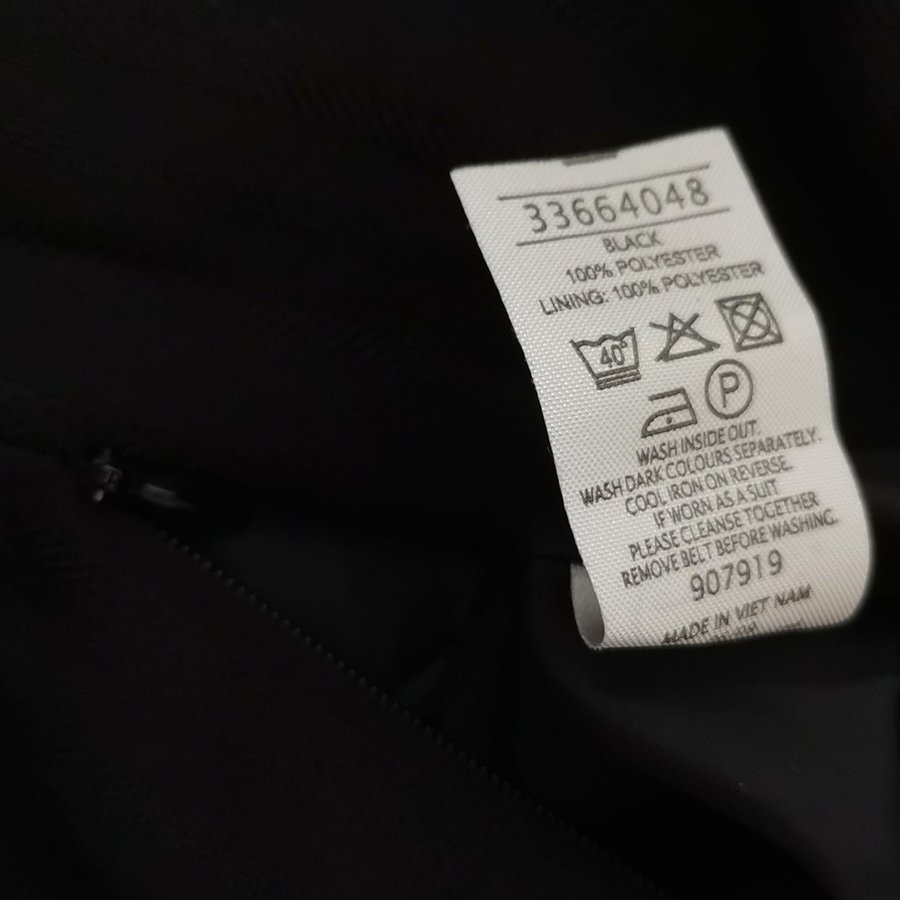 33664048
BLACK
100% POLYESTER
LINING: 100% POLYESTER
40°
P
WASH INSIDE OUT.
WASH DARK COLOURS SEPARATELY.
COOL IRON ON REVERSE.
IF WORN AS A SUIT
PLEASE CLEANSE TOGETHER
REMOVE BELT BEFORE WASHING.
907919
MADE IN VIET NAM